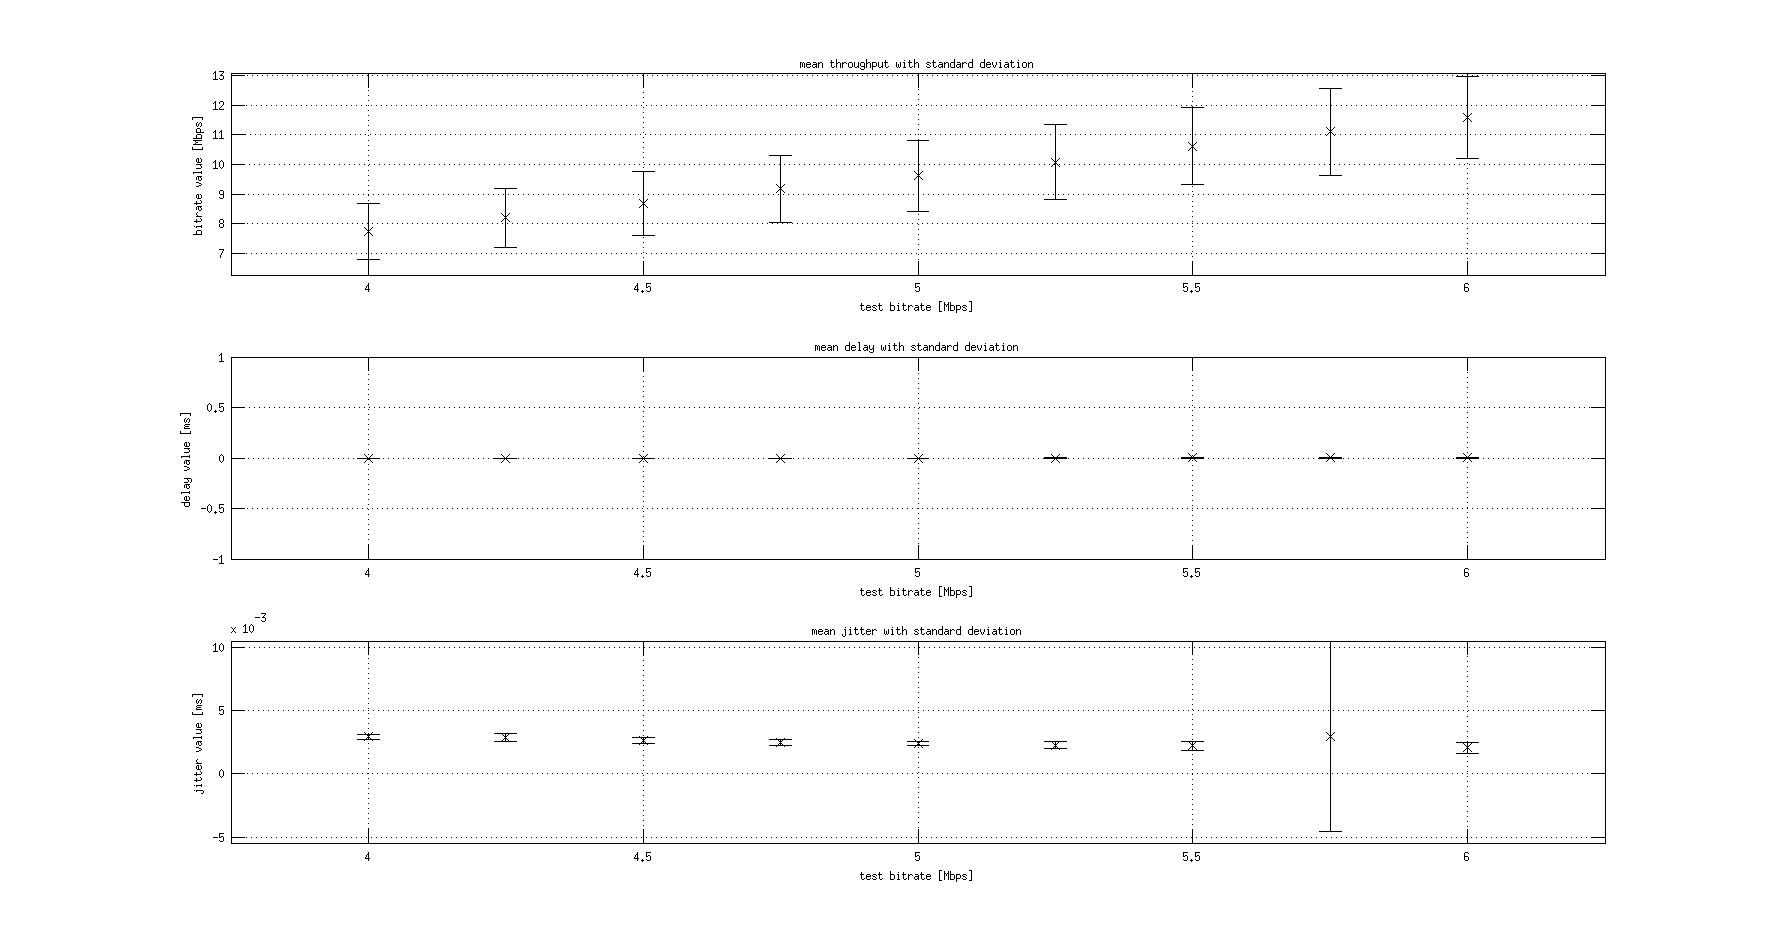 mean throughput with standard deviation
13
12
11
10
9
8
7
bitrate value [Mbps]
4 4.5 5 5.5 6
test bitrate [Mbps]
mean delay with standard deviation
1
0.5
0
-0.5
-1
delay value [ms]
4 4.5 5 5.5 6
test bitrate [Mbps]
x 10^-3
mean jitter with standard deviation
10
5
0
-5
jitter value [ms]
4 4.5 5 5.5 6
test bitrate [Mbps]